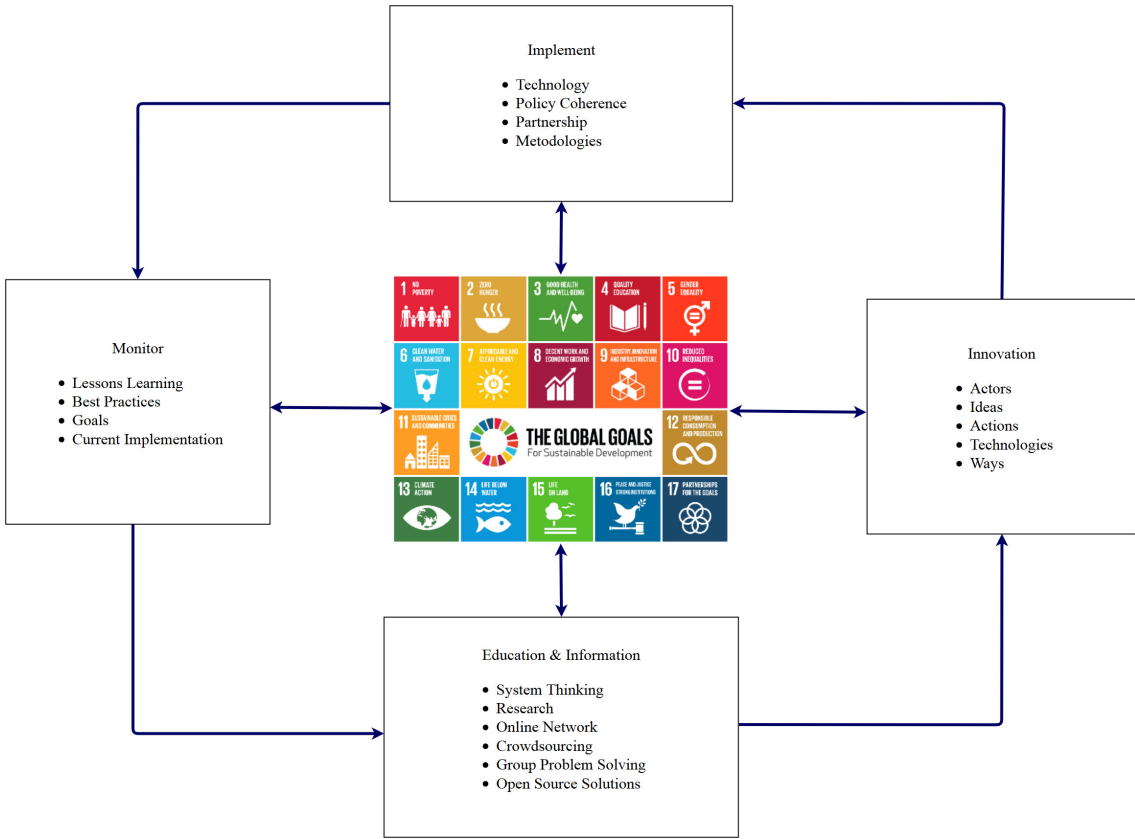 Implement
• Technology
• Policy Coherence
• Partnership
• Metodologies
Monitor
• Lessons Learning
• Best Practices
• Goals
• Current Implementation
1 NO
POVERTY
2 ZERO
HUNGER
3 GOOD HEALTH
AND WELL-BEING
4 QUALITY
EDUCATION
5 GENDER
EQUALITY
6 CLEAN WATER
AND SANITATION
7 AFFORDABLE AND
CLEAN ENERGY
8 DECENT WORK AND
ECONOMIC GROWTH
9 INDUSTRY, INNOVATION
AND INFRASTRUCTURE
10 REDUCED
INEQUALITIES
11 SUSTAINABLE CITIES
AND COMMUNITIES
THE GLOBAL GOALS
For Sustainable Development
12 RESPONSIBLE
CONSUMPTION
AND PRODUCTION
13 CLIMATE
ACTION
14 LIFE BELOW
WATER
15 LIFE
ON LAND
16 PEACE AND JUSTICE
STRONG INSTITUTIONS
17 PARTNERSHIPS
FOR THE GOALS
Innovation
• Actors
• Ideas
• Actions
• Technologies
• Ways
Education & Information
• System Thinking
• Research
• Online Network
• Crowdsourcing
• Group Problem Solving
• Open Source Solutions